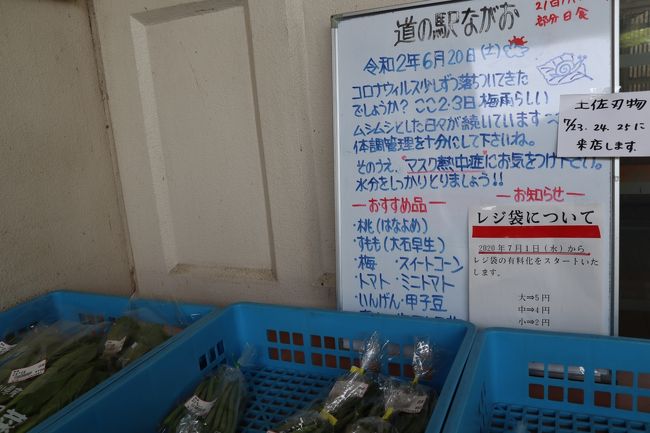 道の駅ながお
21日(日)
部分日食
令和2年6月20日(土)
コロナウィルス少しずつ落ちついてきた
でしょうか？ここ2・3日梅雨らしい
ムシムシとした日々が続いています
体調管理を十分にして下さいね。
そのうえ、"マスク熱中症"にお気をつけ下さい。
水分をしっかりとりましょう!!
―おすすめ品―
・桃(はなよめ)
・すもも(大石早生)
・梅 ・スイートコーン
・トマト・ミニトマト
・いんげん・甲子豆
―お知らせ―
レジ袋について
2020年7月1日(水)から
レジ袋の有料化をスタートいた
します。
大⇒5円
中⇒4円
小⇒2円
土佐刃物
7/23.24.25に
来店します。